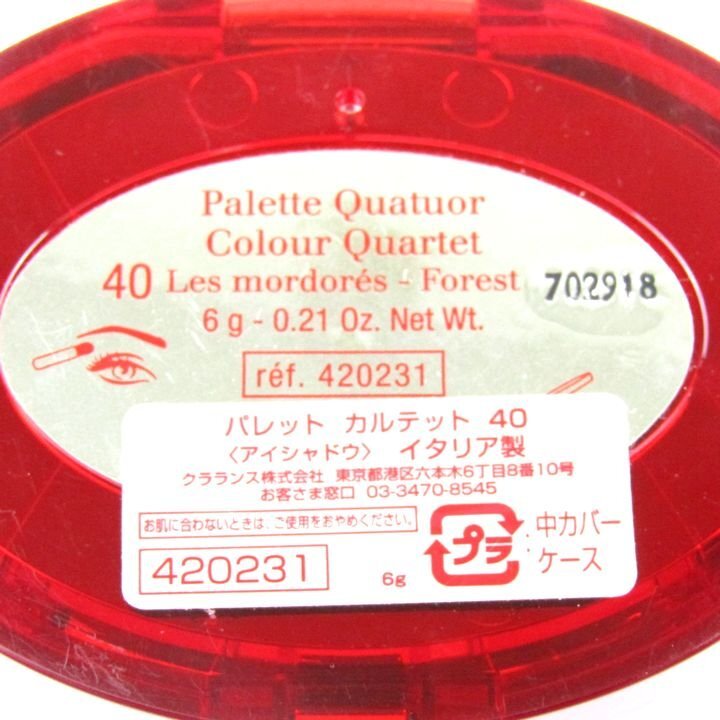 Palette Quatuor
Colour Quartet
40 Les mordorés - Forest
702918
6 g - 0.21 Oz. Net Wt.
réf. 420231
パレット カルテット 40
〈アイシャドウ〉 イタリア製
クラランス株式会社 東京都港区六本木6丁目8番10号
お客さま窓口 03-3470-8545
お肌に合わないときは、ご使用をおやめください。
420231
6g
プラ
中カバー
ケース